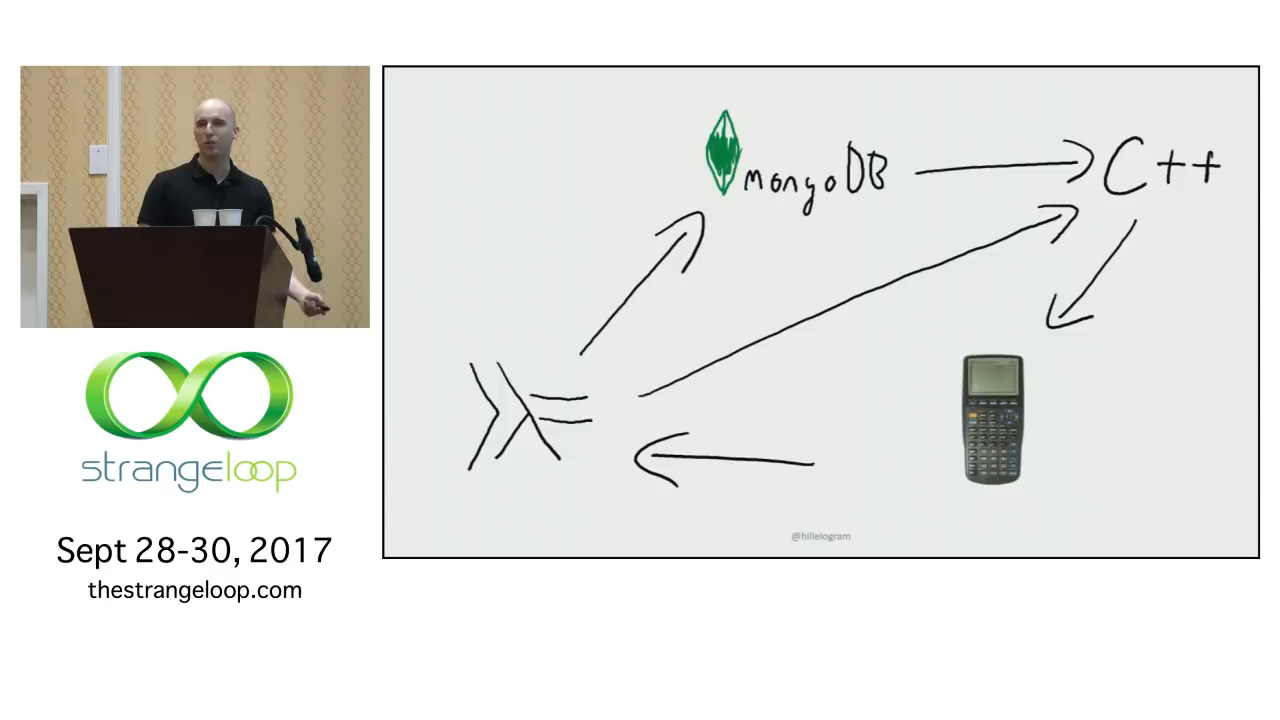 mongoDB
C++
@hillelogram
strangeloop
Sept 28-30, 2017
thestrangeloop.com